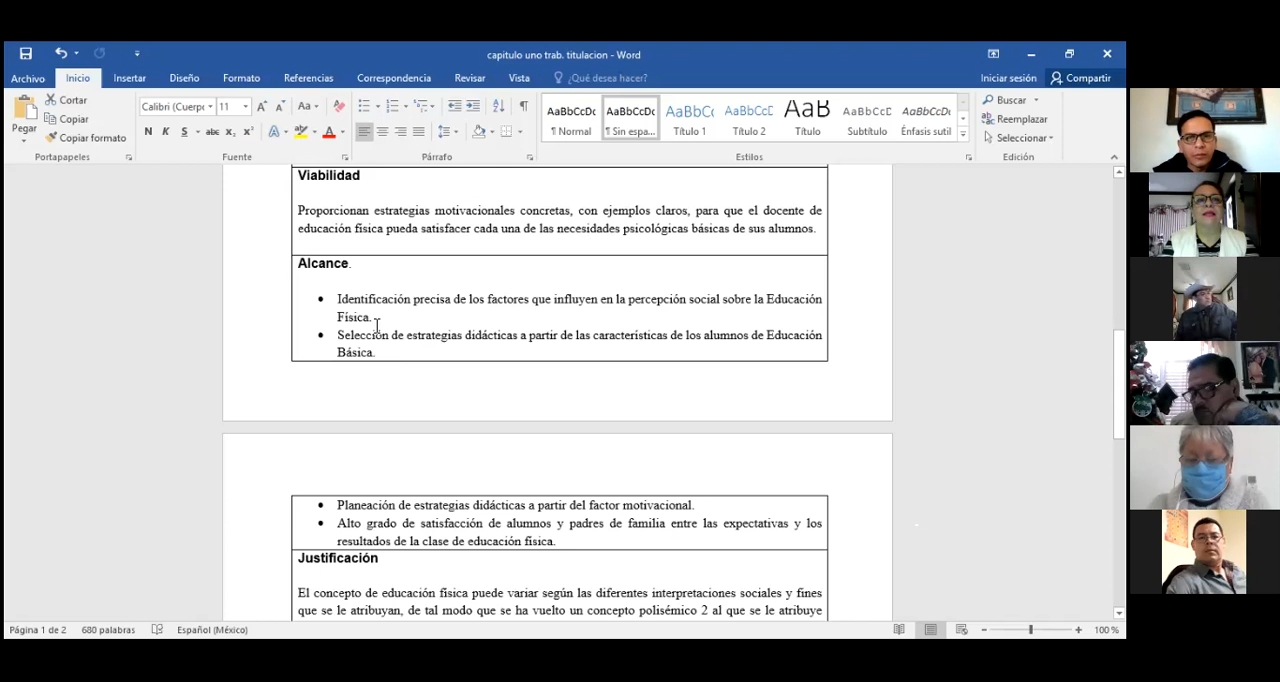 capitulo uno trab. titulacion - Word
Archivo Inicio Insertar Diseño Formato Referencias Correspondencia Revisar Vista ¿Qué desea hacer? Iniciar sesión Compartir
Pegar
Cortar
Copiar
Copiar formato
Portapapeles
Calibri (Cuerpo 11
Fuente
Párrafo
AaBbCcDc AaBbCcDc AaBbC AaBbCcD AaB AaBbCcD AaBbCcDc
¶ Normal ¶ Sin espa... Título 1 Título 2 Título Subtítulo Énfasis sutil
Estilos
Buscar
Reemplazar
Seleccionar
Edición
Viabilidad
Proporcionan estrategias motivacionales concretas, con ejemplos claros, para que el docente de
educación física pueda satisfacer cada una de las necesidades psicológicas básicas de sus alumnos.
Alcance.
• Identificación precisa de los factores que influyen en la percepción social sobre la Educación
Física.
• Selección de estrategias didácticas a partir de las características de los alumnos de Educación
Básica.
• Planeación de estrategias didácticas a partir del factor motivacional.
• Alto grado de satisfacción de alumnos y padres de familia entre las expectativas y los
resultados de la clase de educación física.
Justificación
El concepto de educación física puede variar según las diferentes interpretaciones sociales y fines
que se le atribuyan, de tal modo que se ha vuelto un concepto polisémico 2 al que se le atribuye
Página 1 de 2 680 palabras Español (México) 100 %